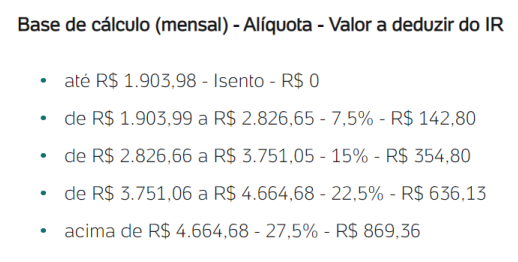 Base de cálculo (mensal) - Alíquota - Valor a deduzir do IR
• até R$ 1.903,98 - Isento - R$ 0
• de R$ 1.903,99 a R$ 2.826,65 - 7,5% - R$ 142,80
• de R$ 2.826,66 a R$ 3.751,05 - 15% - R$ 354,80
• de R$ 3.751,06 a R$ 4.664,68 - 22,5% - R$ 636,13
• acima de R$ 4.664,68 - 27,5% - R$ 869,36